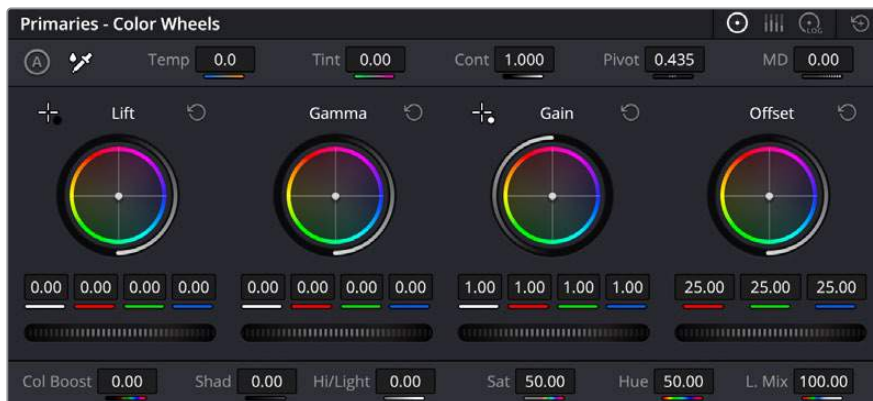 Primaries - Color Wheels
LOG
A Temp 0.0 Tint 0.00 Cont 1.000 Pivot 0.435 MD 0.00
Lift Gamma Gain Offset
0.00 0.00 0.00 0.00 0.00 0.00 0.00 0.00 1.00 1.00 1.00 1.00 25.00 25.00 25.00
Col Boost 0.00 Shad 0.00 Hi/Light 0.00 Sat 50.00 Hue 50.00 L. Mix 100.00